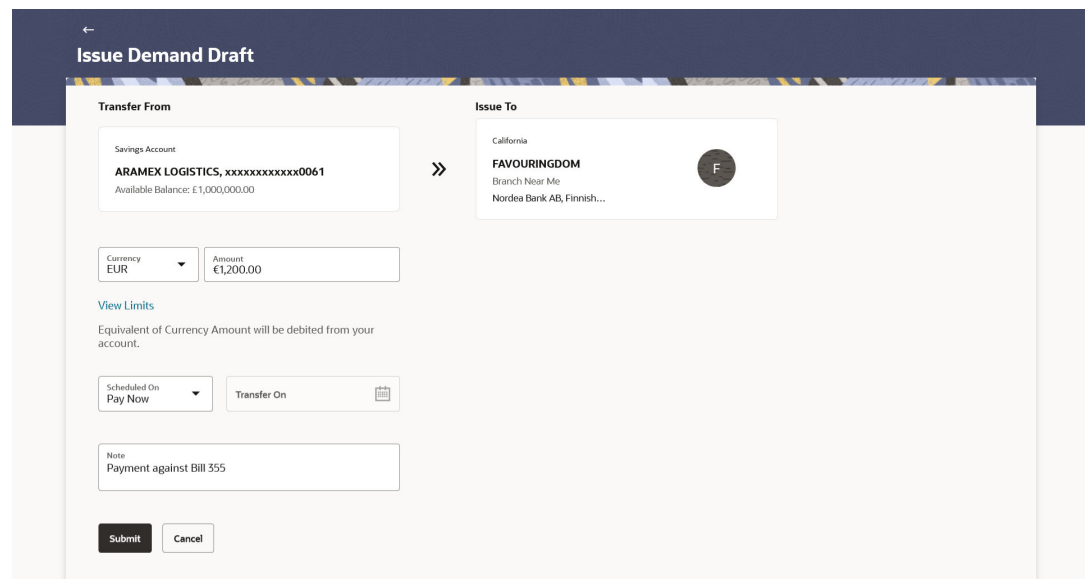 ←
Issue Demand Draft
Transfer From
Savings Account
ARAMEX LOGISTICS, xxxxxxxxxxxx0061
Available Balance: £1,000,000.00
Issue To
California
FAVOURINGDOM
Branch Near Me
Nordea Bank AB, Finnish...
F
Currency
EUR
Amount
€1,200.00
View Limits
Equivalent of Currency Amount will be debited from your
account.
Scheduled On
Pay Now
Transfer On
Note
Payment against Bill 355
Submit
Cancel